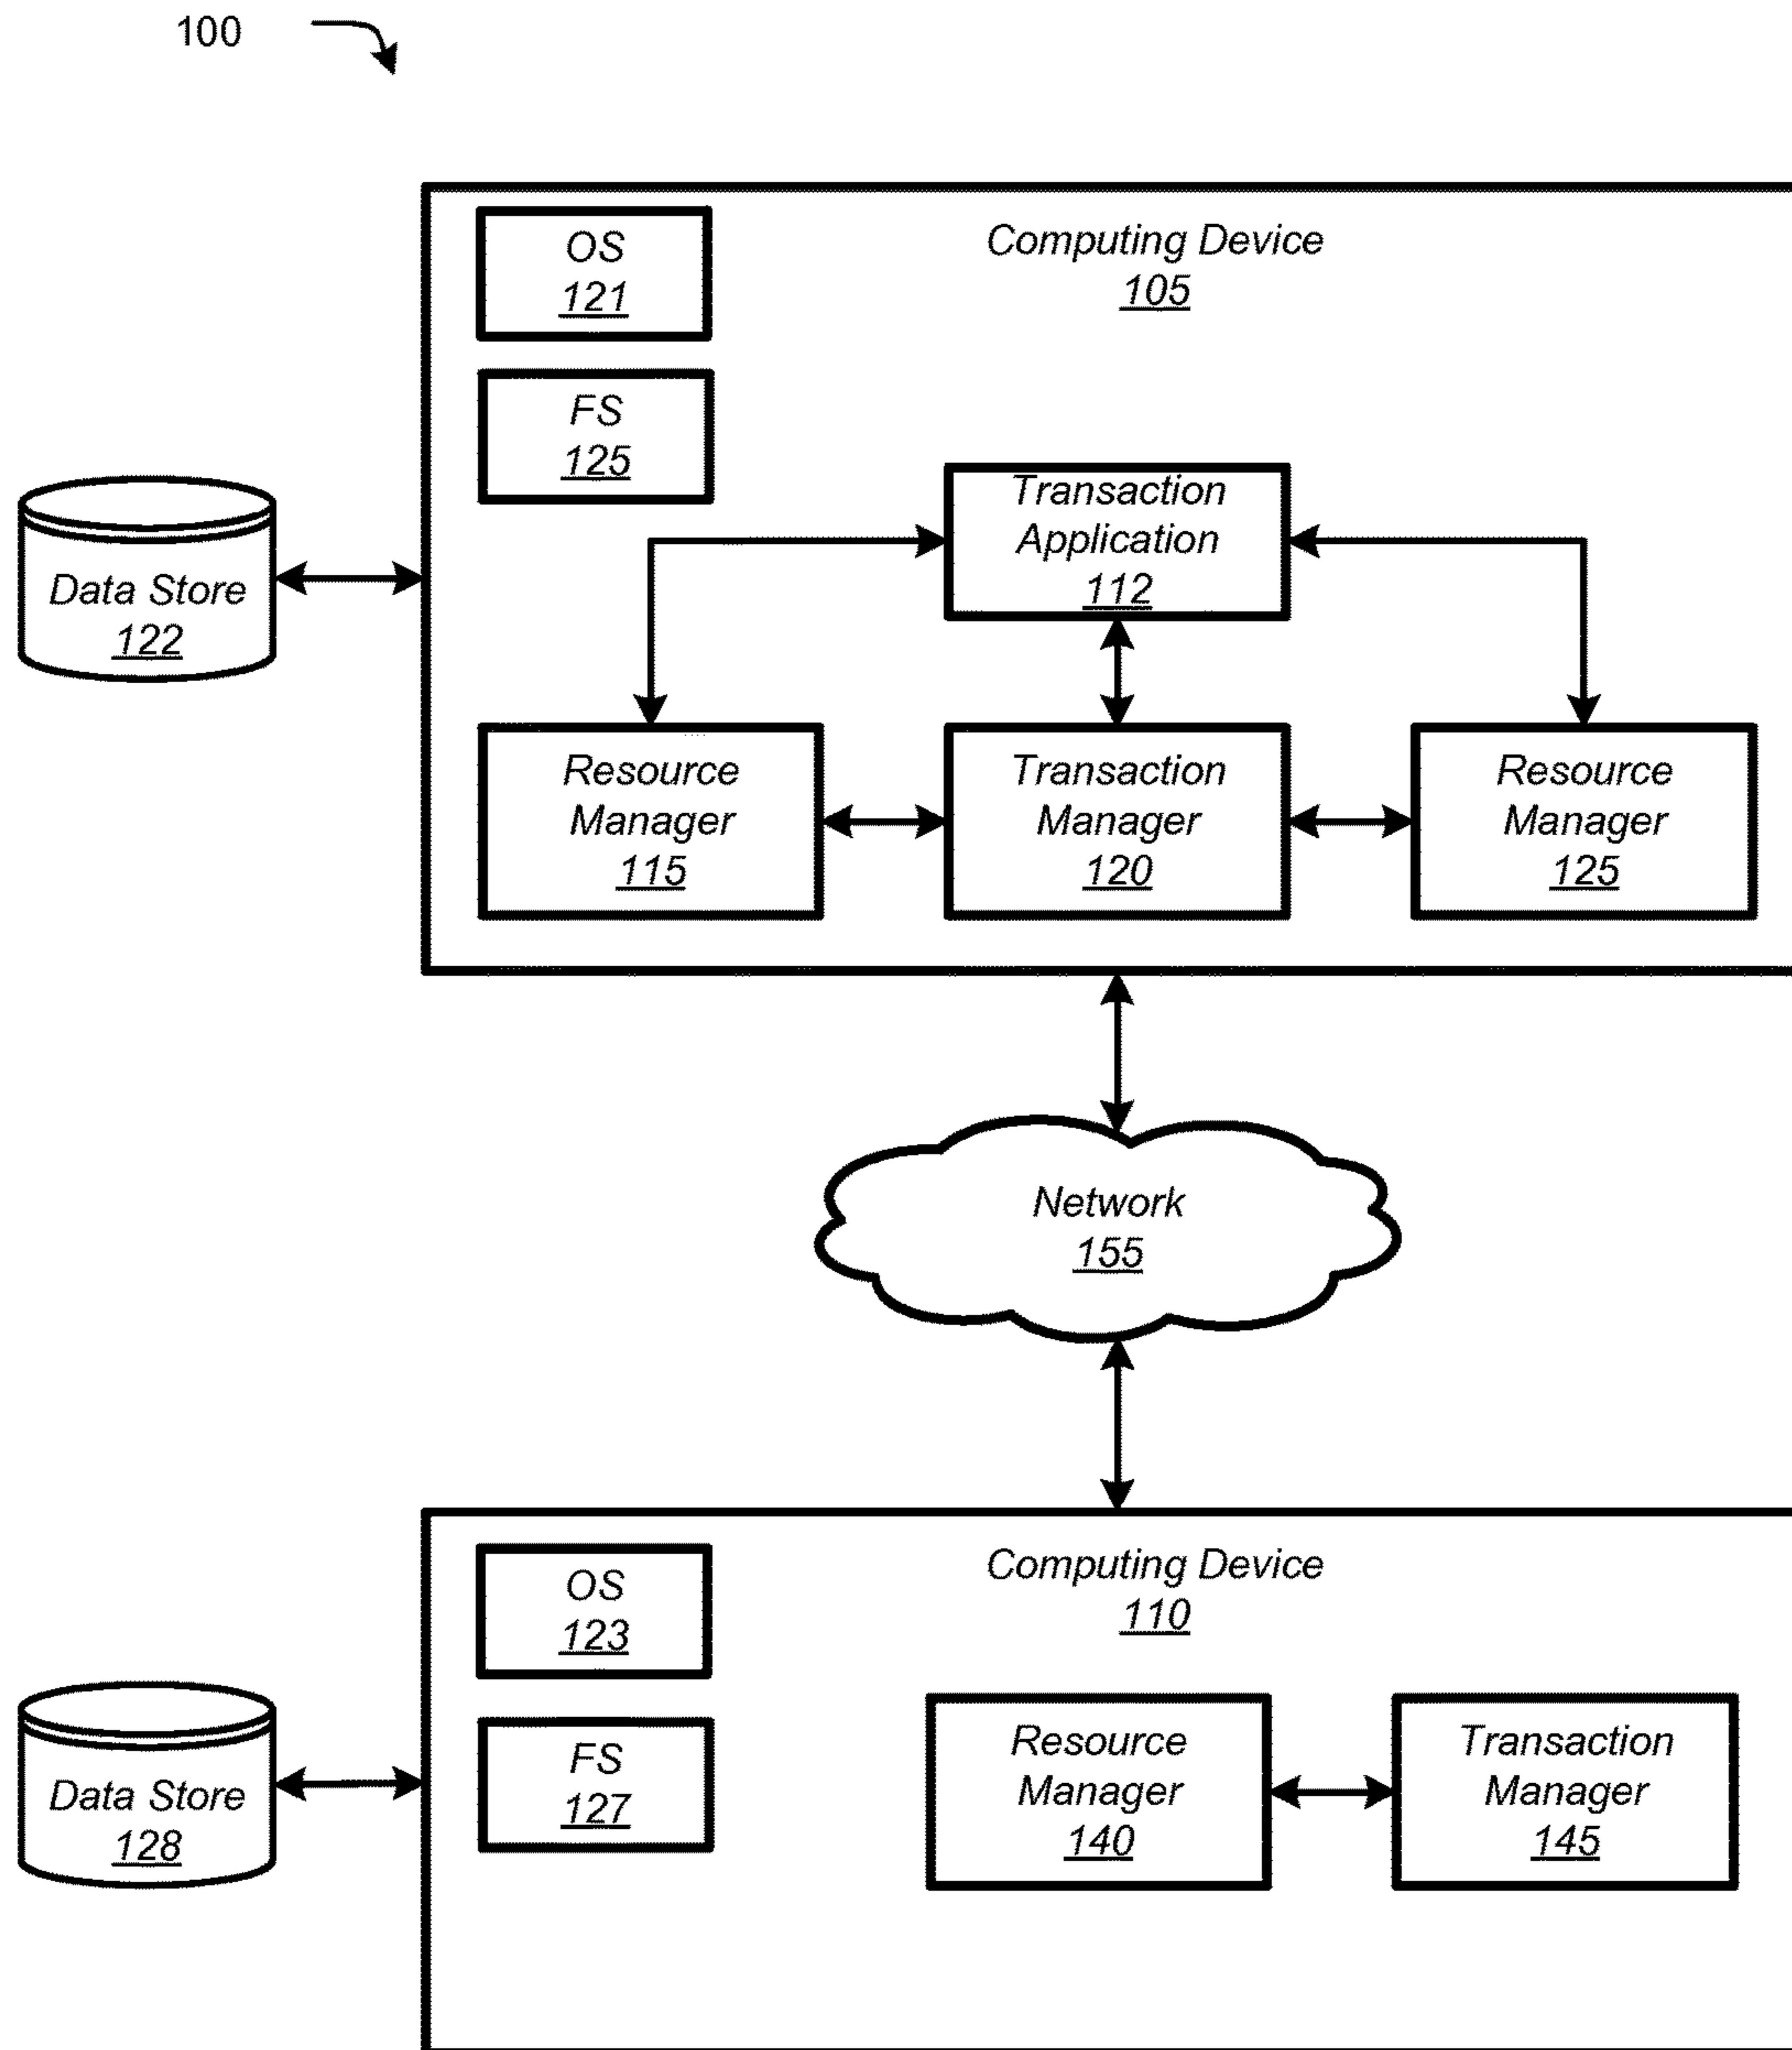 100
OS
121
Computing Device
105
FS
125
Transaction
Application
112
Data Store
122
Resource
Manager
115
Transaction
Manager
120
Resource
Manager
125
Network
155
OS
123
Computing Device
110
FS
127
Resource
Manager
140
Transaction
Manager
145
Data Store
128